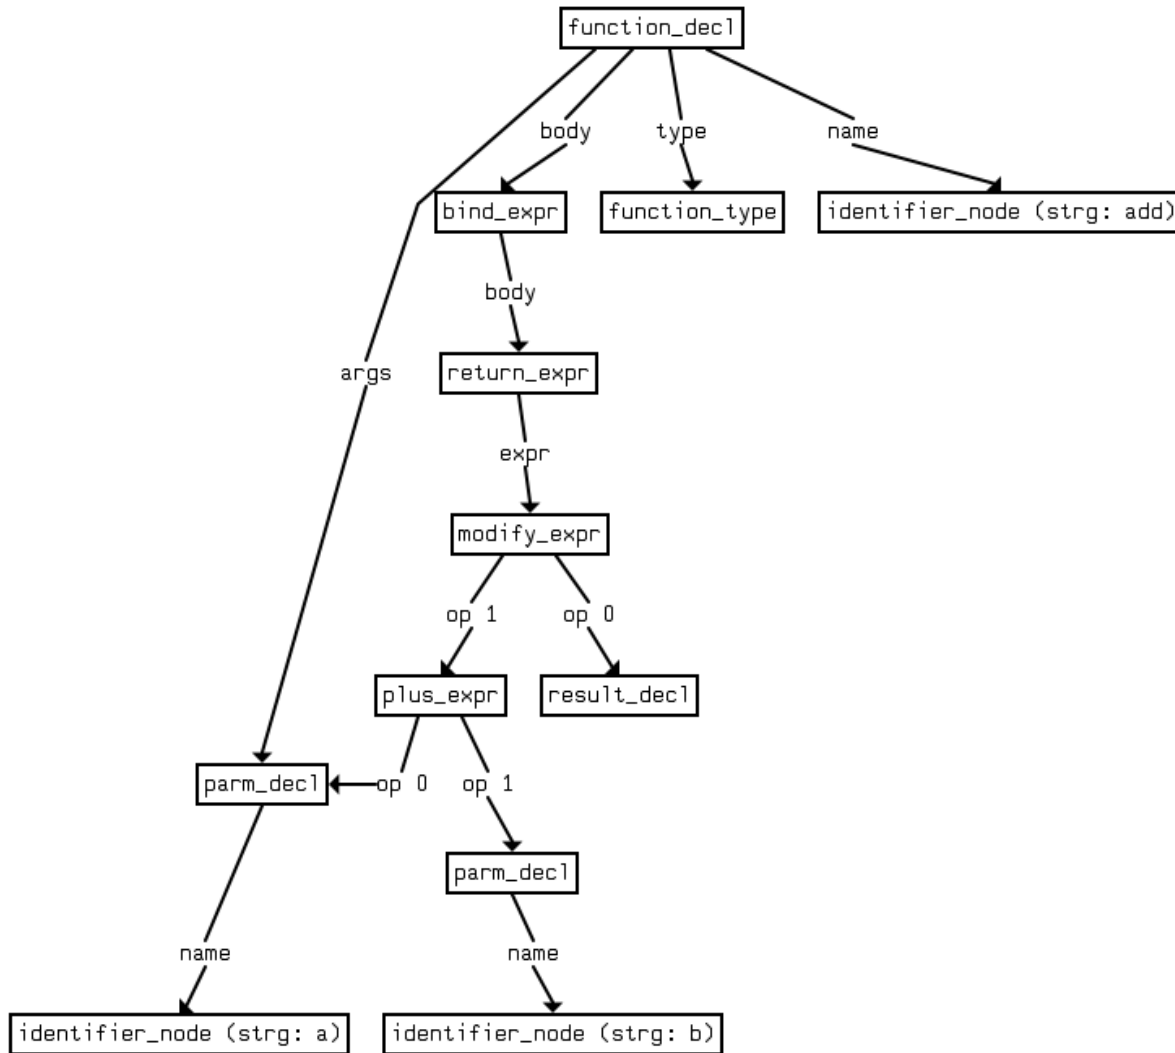 function_decl
body type name
bind_expr function_type identifier_node (strg: add)
body
args return_expr
expr
modify_expr
op 1 op 0
plus_expr result_decl
parm_decl op 0 op 1
parm_decl
name name
identifier_node (strg: a) identifier_node (strg: b)